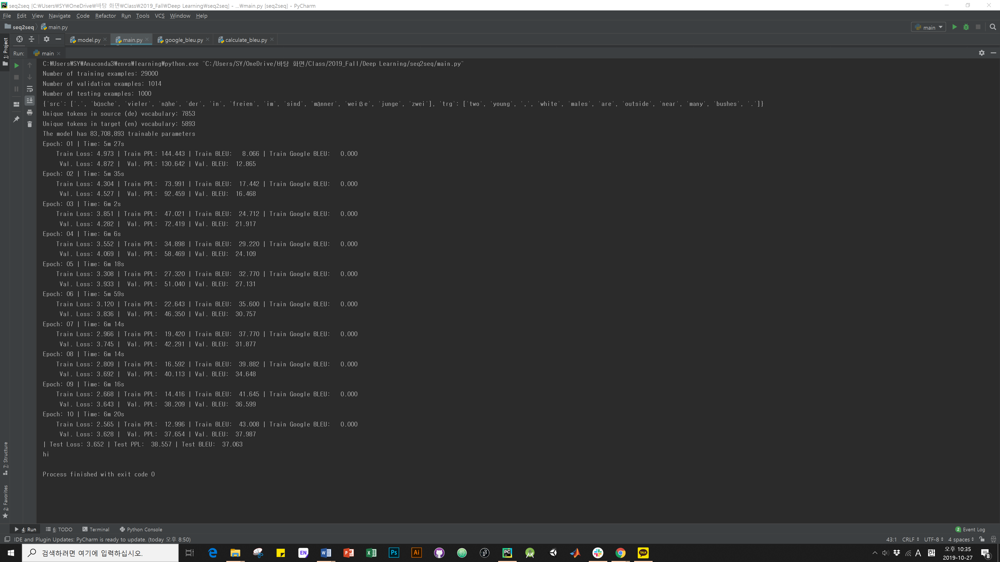 seq2seq [C:₩Users₩SY₩OneDrive₩바탕 화면₩Class₩2019_Fall₩Deep Learning₩seq2seq] - ...₩main.py [seq2seq] - PyCharm
File Edit View Navigate Code Refactor Run Tools VCS Window Help
seq2seq main.py main
model.py main.py google_bleu.py calculate_bleu.py
1: Project
Run: main
C:₩Users₩SY₩Anaconda3₩envs₩learning₩python.exe "C:/Users/SY/OneDrive/바탕 화면/Class/2019_Fall/Deep Learning/seq2seq/main.py"
Number of training examples: 29000
Number of validation examples: 1014
Number of testing examples: 1000
{'src': ['.', 'büsche', 'vieler', 'nähe', 'der', 'in', 'freien', 'im', 'sind', 'männer', 'weiße', 'junge', 'zwei'], 'trg': ['two', 'young', ',', 'white', 'males', 'are', 'outside', 'near', 'many', 'bushes', '.']}
Unique tokens in source (de) vocabulary: 7853
Unique tokens in target (en) vocabulary: 5893
The model has 83,708,893 trainable parameters
Epoch: 01 | Time: 5m 27s
Train Loss: 4.973 | Train PPL: 144.443 | Train BLEU: 8.066 | Train Google BLEU: 0.000
Val. Loss: 4.872 | Val. PPL: 130.642 | Val. BLEU: 12.865
Epoch: 02 | Time: 5m 35s
Train Loss: 4.304 | Train PPL: 73.991 | Train BLEU: 17.442 | Train Google BLEU: 0.000
Val. Loss: 4.527 | Val. PPL: 92.459 | Val. BLEU: 16.468
Epoch: 03 | Time: 6m 2s
Train Loss: 3.851 | Train PPL: 47.021 | Train BLEU: 24.712 | Train Google BLEU: 0.000
Val. Loss: 4.282 | Val. PPL: 72.419 | Val. BLEU: 21.917
Epoch: 04 | Time: 6m 6s
Train Loss: 3.552 | Train PPL: 34.898 | Train BLEU: 29.220 | Train Google BLEU: 0.000
Val. Loss: 4.069 | Val. PPL: 58.469 | Val. BLEU: 24.109
Epoch: 05 | Time: 6m 18s
Train Loss: 3.308 | Train PPL: 27.320 | Train BLEU: 32.770 | Train Google BLEU: 0.000
Val. Loss: 3.933 | Val. PPL: 51.040 | Val. BLEU: 27.131
Epoch: 06 | Time: 5m 59s
Train Loss: 3.120 | Train PPL: 22.643 | Train BLEU: 35.600 | Train Google BLEU: 0.000
Val. Loss: 3.836 | Val. PPL: 46.350 | Val. BLEU: 30.757
Epoch: 07 | Time: 6m 14s
Train Loss: 2.966 | Train PPL: 19.420 | Train BLEU: 37.770 | Train Google BLEU: 0.000
Val. Loss: 3.745 | Val. PPL: 42.291 | Val. BLEU: 31.877
Epoch: 08 | Time: 6m 14s
Train Loss: 2.809 | Train PPL: 16.592 | Train BLEU: 39.882 | Train Google BLEU: 0.000
Val. Loss: 3.692 | Val. PPL: 40.113 | Val. BLEU: 34.648
Epoch: 09 | Time: 6m 16s
Train Loss: 2.668 | Train PPL: 14.416 | Train BLEU: 41.645 | Train Google BLEU: 0.000
Val. Loss: 3.643 | Val. PPL: 38.209 | Val. BLEU: 36.599
Epoch: 10 | Time: 6m 20s
Train Loss: 2.565 | Train PPL: 12.996 | Train BLEU: 43.008 | Train Google BLEU: 0.000
Val. Loss: 3.628 | Val. PPL: 37.654 | Val. BLEU: 37.987
| Test Loss: 3.652 | Test PPL: 38.557 | Test BLEU: 37.063
hi
Process finished with exit code 0
7: Structure
2: Favorites
4: Run 6: TODO Terminal Python Console 2 Event Log
IDE and Plugin Updates: PyCharm is ready to update. (today 오후 8:50) 43:1 CRLF UTF-8 4 spaces
검색하려면 여기에 입력하십시오. EN Ps Ai PC TALK A 한 오후 10:35
2019-10-27 8